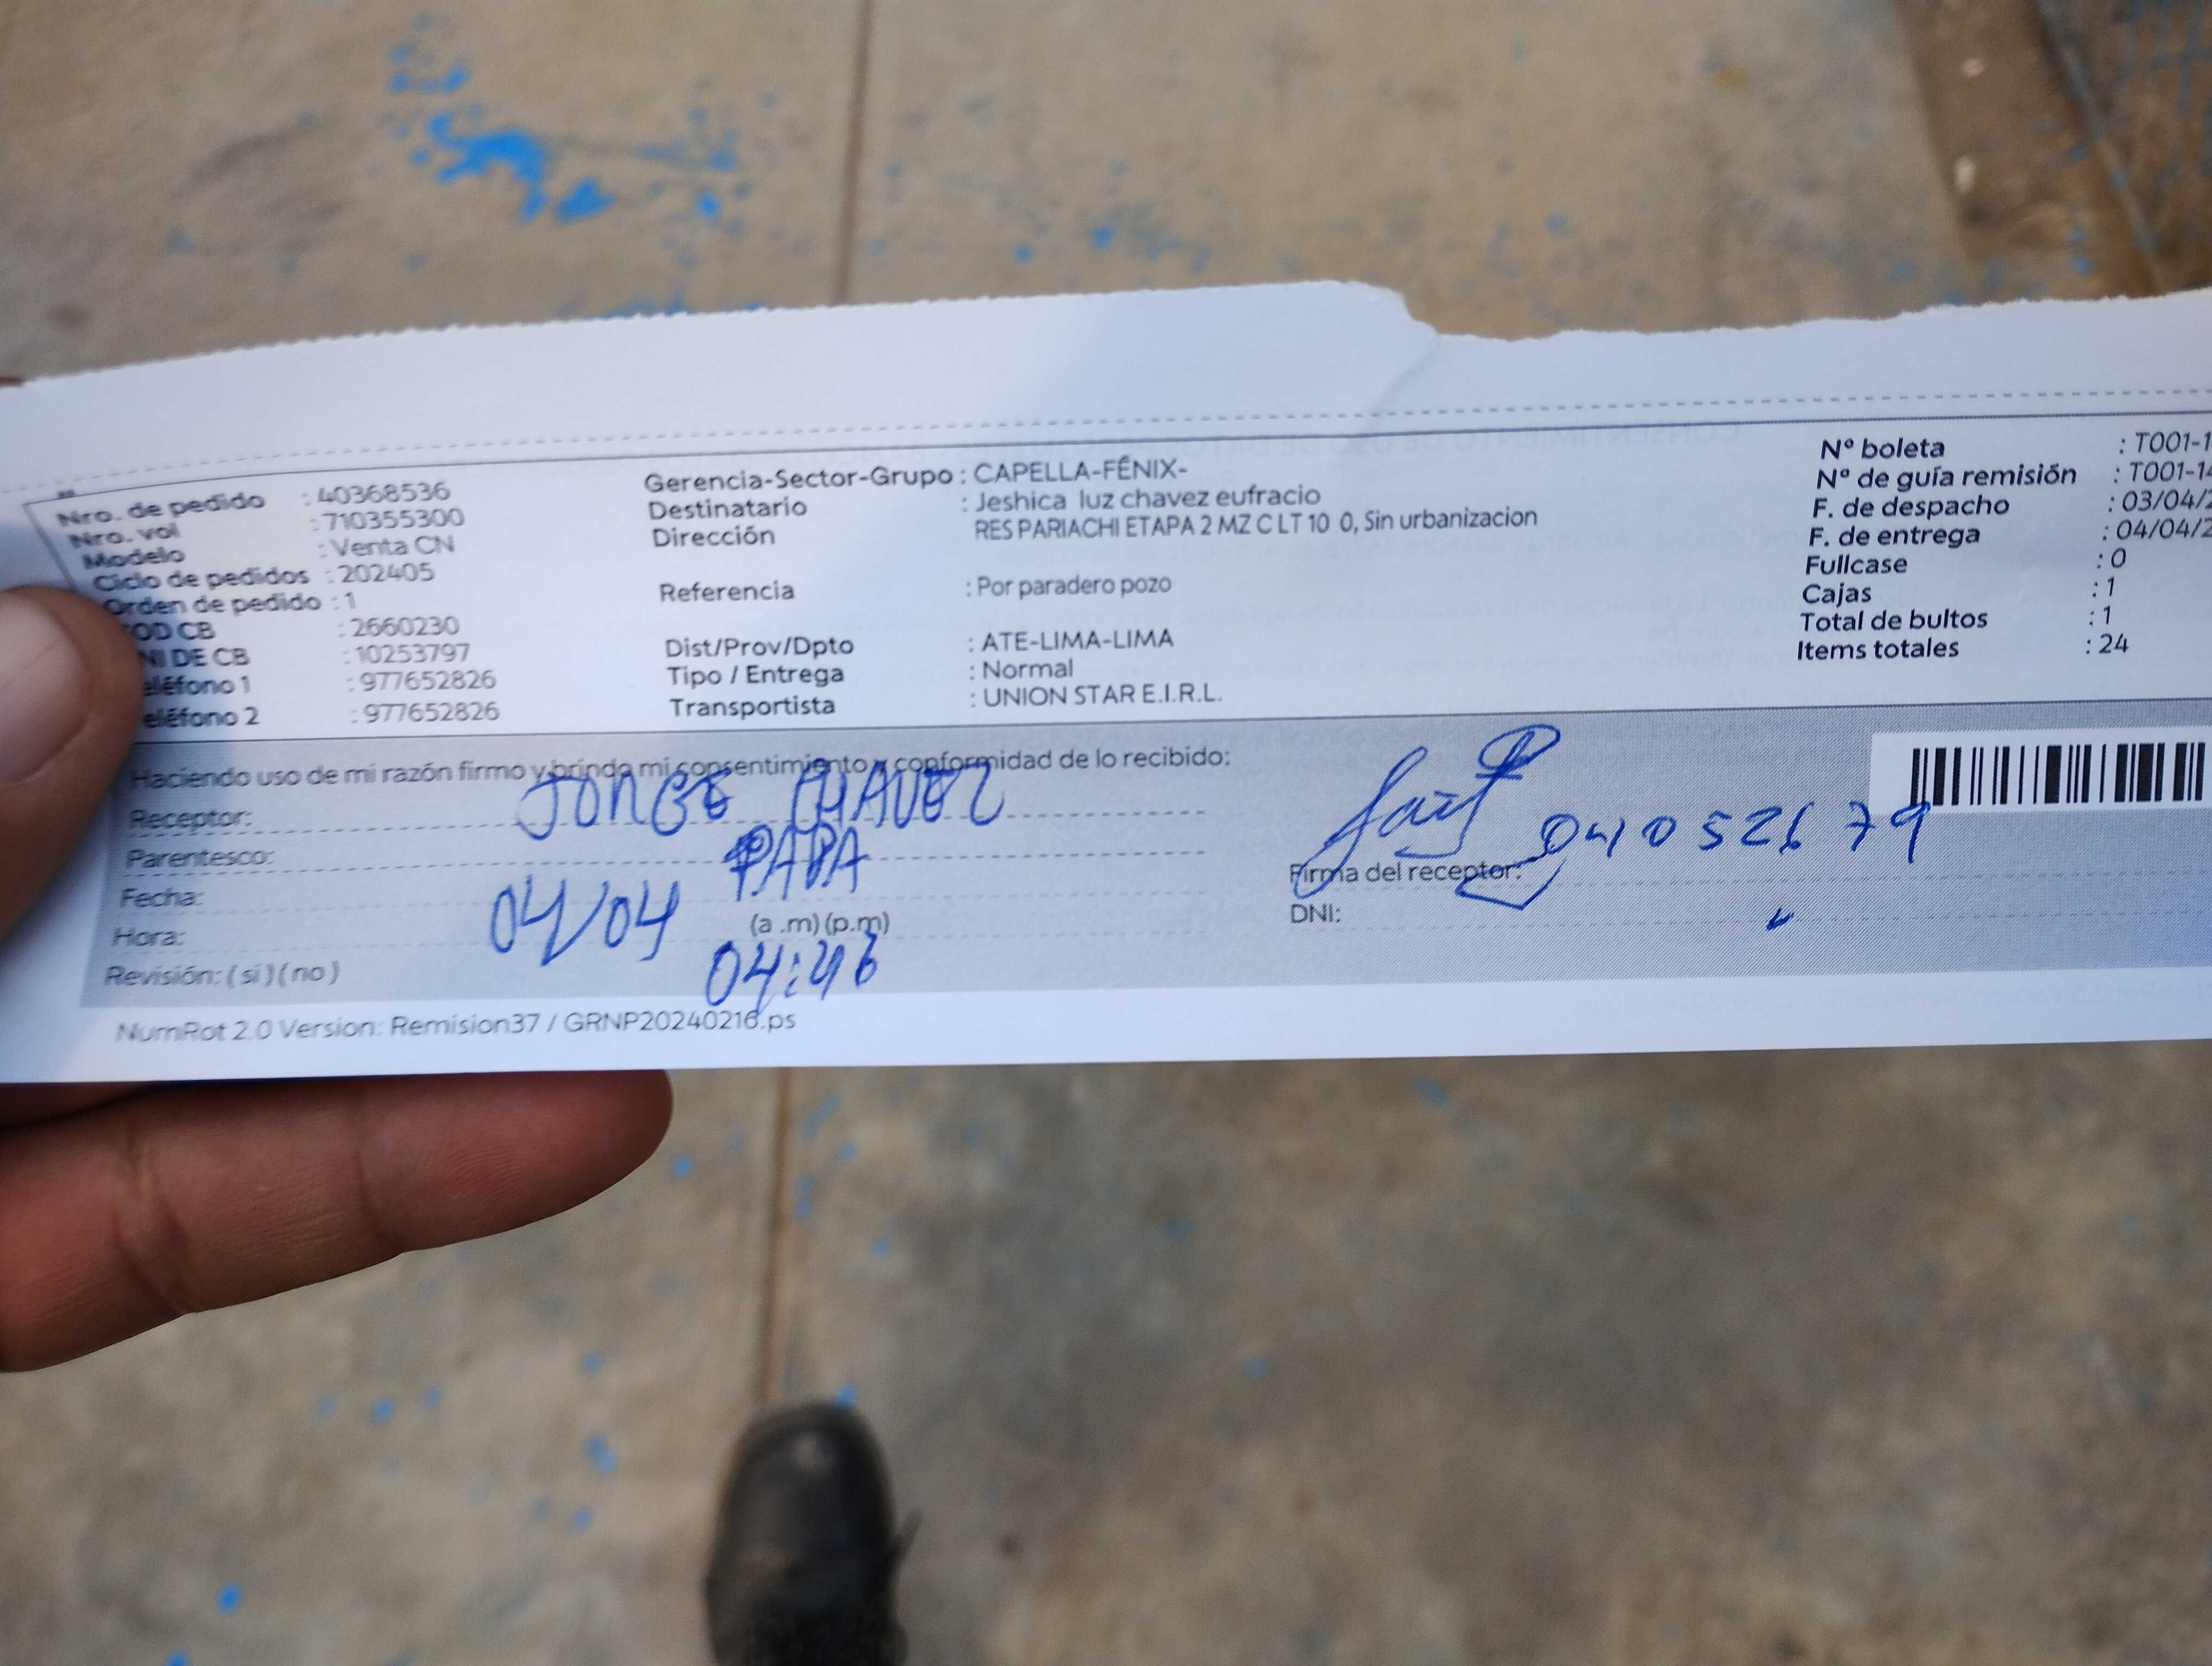 Nro. de pedido : 40368536
Nro. vol : 710355300
Modelo : Venta CN
Ciclo de pedidos : 202405
Orden de pedido : 1
OD CB : 2660230
NI DE CB : 10253797
eléfono 1 : 977652826
eléfono 2 : 977652826
Gerencia-Sector-Grupo : CAPELLA-FÉNIX-
Destinatario : Jeshica luz chavez eufracio
Dirección RES PARIACHI ETAPA 2 MZ C LT 10 0, Sin urbanizacion
Referencia : Por paradero pozo
Dist/Prov/Dpto : ATE-LIMA-LIMA
Tipo / Entrega : Normal
Transportista : UNION STAR E.I.R.L.
Nº boleta : T001-1
Nº de guía remisión : T001-14
F. de despacho : 03/04/2
F. de entrega : 04/04/2
Fullcase : 0
Cajas : 1
Total de bultos : 1
Items totales : 24
Haciendo uso de mi razón firmo y brindo mi consentimiento y conformidad de lo recibido:
Receptor: JORGE CHAVEZ
Parentesco: PAPA
Fecha: 04/04
Hora: (a .m) (p.m)
04:46
Revisión: ( si ) ( no )
Firma del receptor: 04052679
DNI:
NumRot 2.0 Version: Remision37 / GRNP20240216.ps